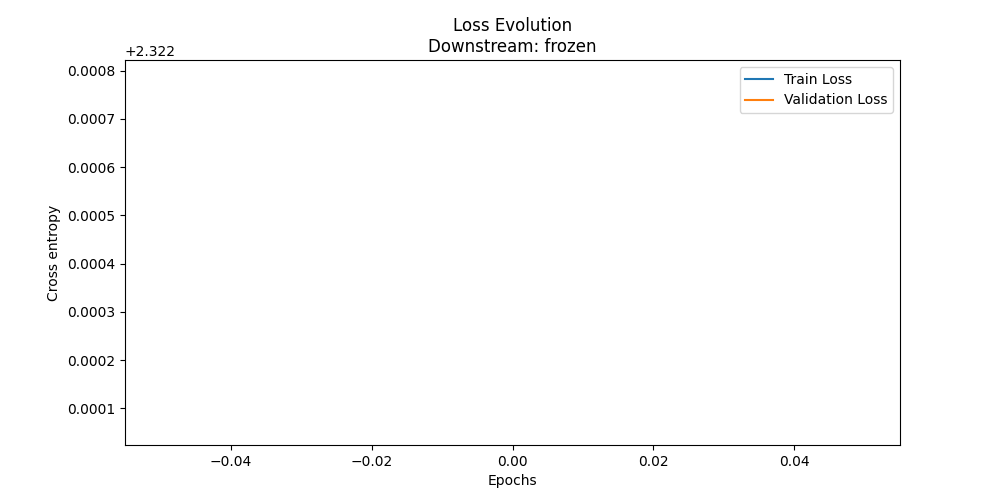 Loss Evolution
Downstream: frozen
+2.322
0.0008
0.0007
0.0006
0.0005
0.0004
0.0003
0.0002
0.0001
Cross entropy
Train Loss
Validation Loss
−0.04
−0.02
0.00
0.02
0.04
Epochs